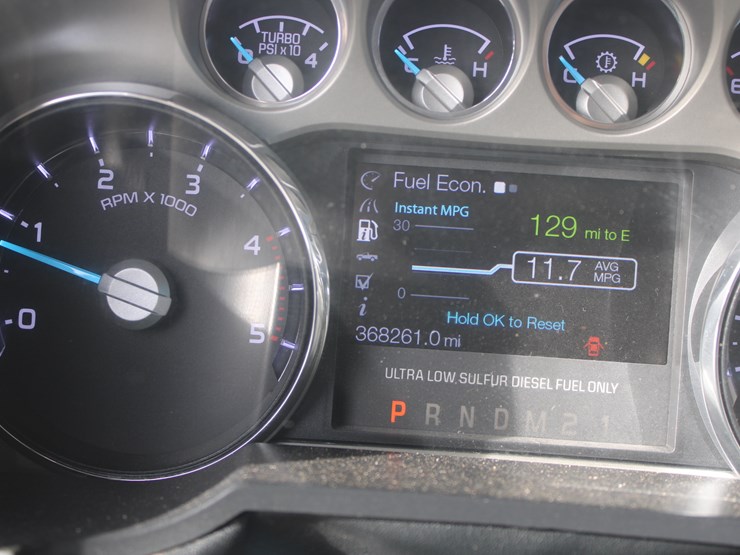 TURBO
PSI x 10
0 4
C H
C H
2 3
RPM X 1000
1 4
0 5
Fuel Econ.
Instant MPG
30
129 mi to E
11.7 AVG MPG
0
Hold OK to Reset
368261.0 mi
ULTRA LOW SULFUR DIESEL FUEL ONLY
P R N D M 2 1